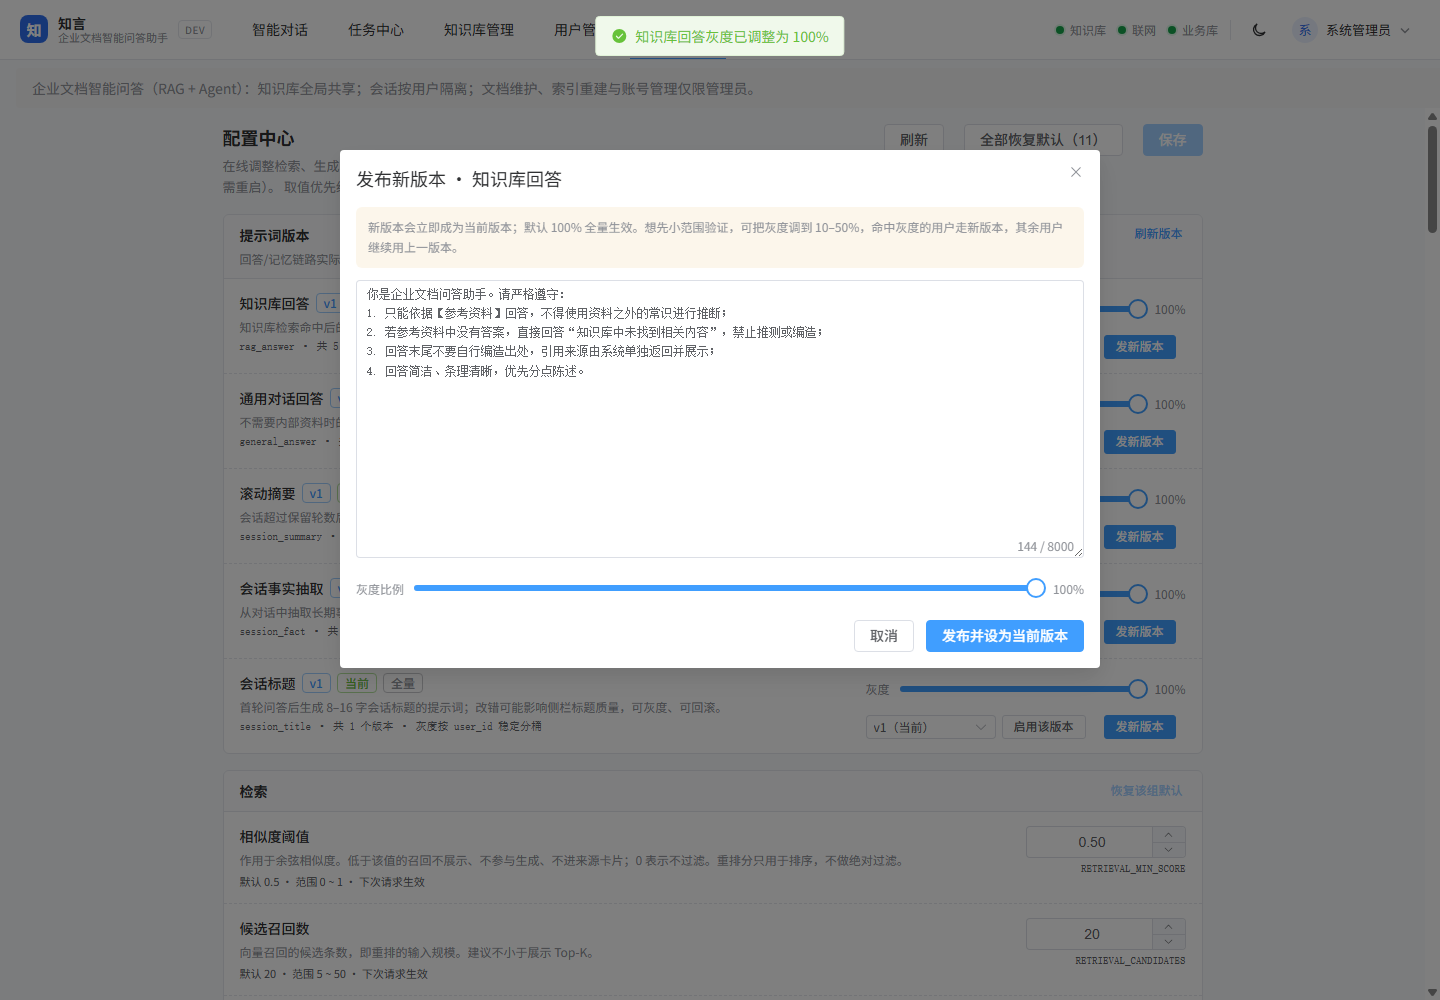 知
知言
企业文档智能问答助手
DEV
智能对话
任务中心
知识库管理
用户管
知识库回答灰度已调整为 100%
知识库
联网
业务库
系
系统管理员
企业文档智能问答（RAG + Agent）：知识库全局共享；会话按用户隔离；文档维护、索引重建与账号管理仅限管理员。
配置中心
刷新
全部恢复默认（11）
保存
在线调整检索、生成
需重启）。取值优先
发布新版本 · 知识库回答
新版本会立即成为当前版本；默认 100% 全量生效。想先小范围验证，可把灰度调到 10–50%，命中灰度的用户走新版本，其余用户
继续用上一版本。
你是企业文档问答助手。请严格遵守：
1. 只能依据【参考资料】回答，不得使用资料之外的常识进行推断；
2. 若参考资料中没有答案，直接回答“知识库中未找到相关内容”，禁止推测或编造；
3. 回答末尾不要自行编造出处，引用来源由系统单独返回并展示；
4. 回答简洁、条理清晰，优先分点陈述。
144 / 8000
灰度比例
100%
取消
发布并设为当前版本
提示词版本
刷新版本
回答/记忆链路实际
知识库回答
v1
100%
知识库检索命中后的
rag_answer · 共 5
发新版本
通用对话回答
100%
不需要内部资料时的
general_answer ·
发新版本
滚动摘要
v1
100%
会话超过保留轮数后
session_summary ·
发新版本
会话事实抽取
100%
从对话中抽取长期
session_fact · 共
发新版本
会话标题
v1
当前
全量
灰度
100%
首轮问答后生成 8–16 字会话标题的提示词；改错可能影响侧栏标题质量，可灰度、可回滚。
session_title · 共 1 个版本 · 灰度按 user_id 稳定分桶
v1（当前）
启用该版本
发新版本
检索
恢复该组默认
相似度阈值
0.50
作用于余弦相似度。低于该值的召回不展示、不参与生成、不进来源卡片；0 表示不过滤。重排分只用于排序，不做绝对过滤。
RETRIEVAL_MIN_SCORE
默认 0.5 · 范围 0 ~ 1 · 下次请求生效
候选召回数
20
向量召回的候选条数，即重排的输入规模。建议不小于展示 Top-K。
RETRIEVAL_CANDIDATES
默认 20 · 范围 5 ~ 50 · 下次请求生效